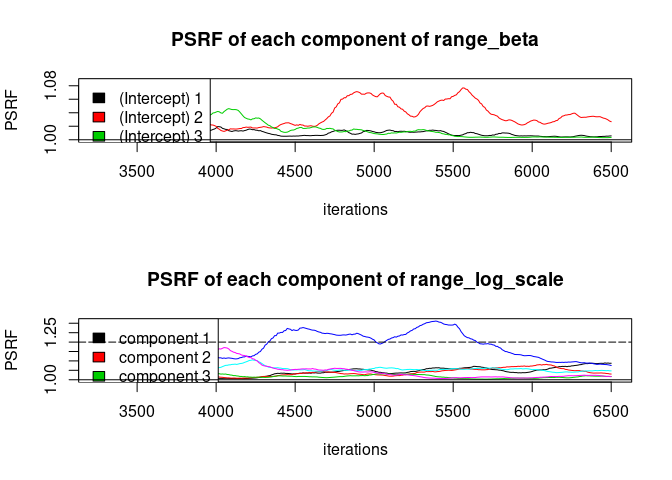 PSRF of each component of range_beta
PSRF
1.00 1.08
(Intercept) 1
(Intercept) 2
(Intercept) 3
3500 4000 4500 5000 5500 6000 6500
iterations
PSRF of each component of range_log_scale
PSRF
1.00 1.25
component 1
component 2
component 3
3500 4000 4500 5000 5500 6000 6500
iterations